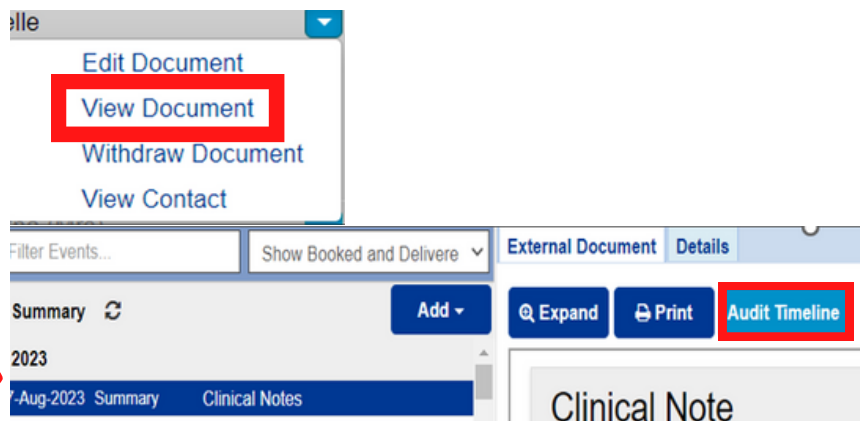 elle
Edit Document
View Document
Withdraw Document
View Contact
Filter Events...
Show Booked and Delivere
External Document Details
Summary
Add
Expand
Print
Audit Timeline
2023
-Aug-2023 Summary Clinical Notes
Clinical Note